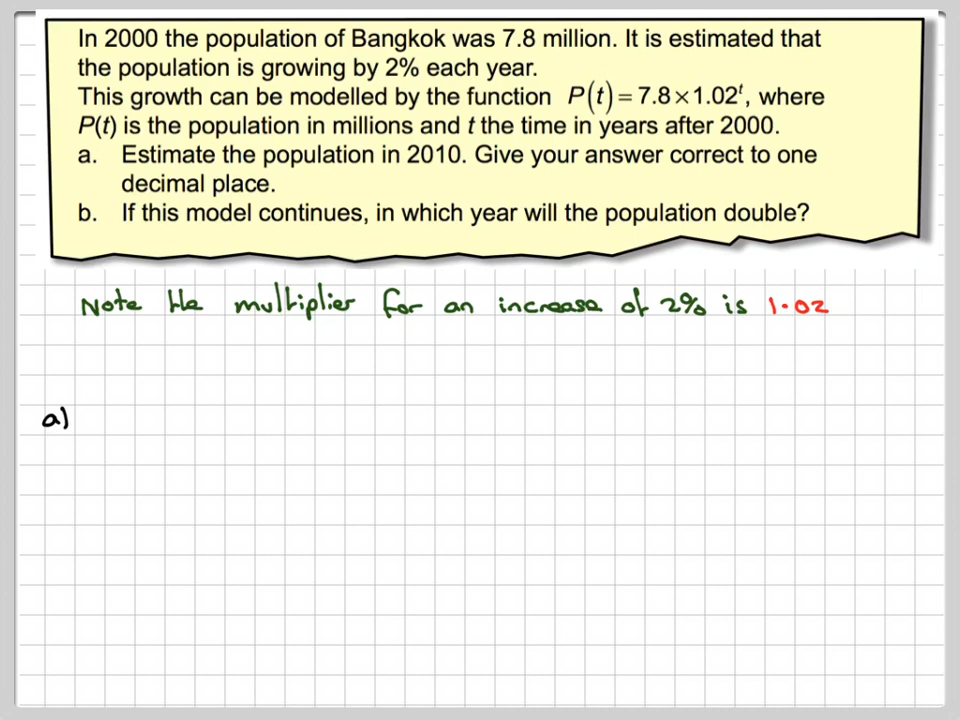 In 2000 the population of Bangkok was 7.8 million. It is estimated that
the population is growing by 2% each year.
This growth can be modelled by the function P(t) = 7.8 × 1.02ᵗ, where
P(t) is the population in millions and t the time in years after 2000.
a. Estimate the population in 2010. Give your answer correct to one
decimal place.
b. If this model continues, in which year will the population double?
Note the multiplier for an increase of 2% is 1.02
a)